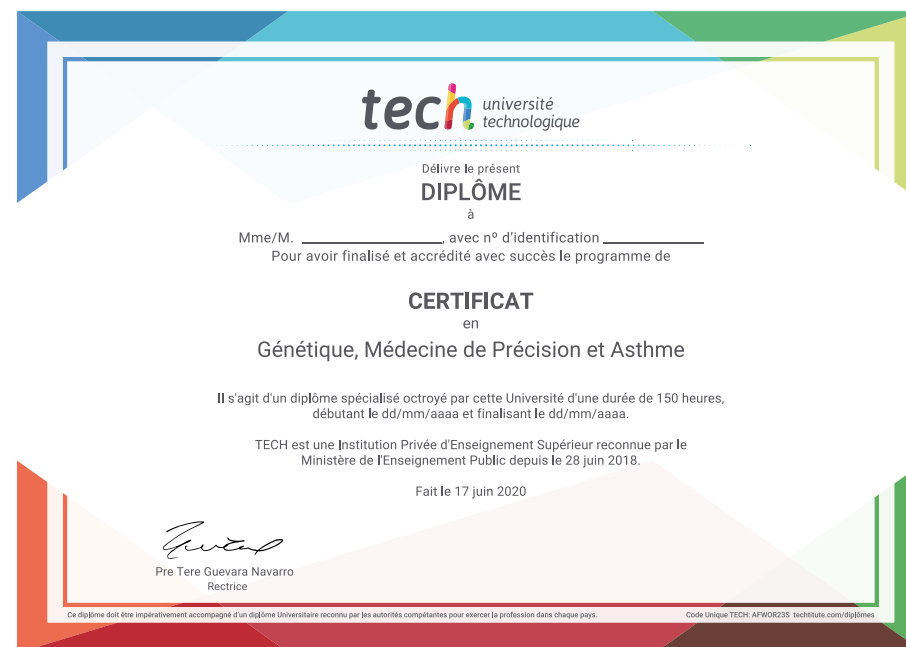 tech université
technologique
Délivre le présent
DIPLÔME
à
Mme/M. ____________________, avec nº d'identification ______________
Pour avoir finalisé et accrédité avec succès le programme de
CERTIFICAT
en
Génétique, Médecine de Précision et Asthme
Il s'agit d'un diplôme spécialisé octroyé par cette Université d'une durée de 150 heures,
débutant le dd/mm/aaaa et finalisant le dd/mm/aaaa.
TECH est une Institution Privée d'Enseignement Supérieur reconnue par le
Ministère de l'Enseignement Public depuis le 28 juin 2018.
Fait le 17 juin 2020
Pre Tere Guevara Navarro
Rectrice
Ce diplôme doit être impérativement accompagné d'un diplôme Universitaire reconnu par les autorités compétantes pour exercer la profession dans chaque pays.
Code Unique TECH: AFWOR23S techtitute.com/diplômes